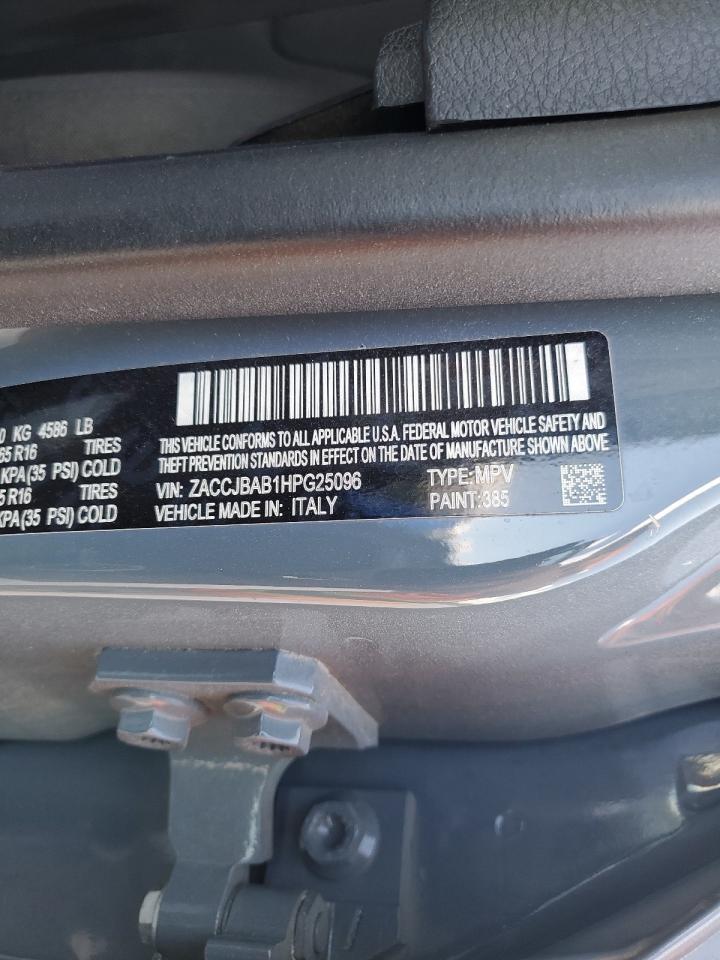 0 KG 4586 LB
65 R16 TIRES
KPA(35 PSI) COLD
5 R16 TIRES
KPA(35 PSI) COLD
THIS VEHICLE CONFORMS TO ALL APPLICABLE U.S.A. FEDERAL MOTOR VEHICLE SAFETY AND
THEFT PREVENTION STANDARDS IN EFFECT ON THE DATE OF MANUFACTURE SHOWN ABOVE
VIN: ZACCJBAB1HPG25096 TYPE: MPV
VEHICLE MADE IN: ITALY PAINT: 385